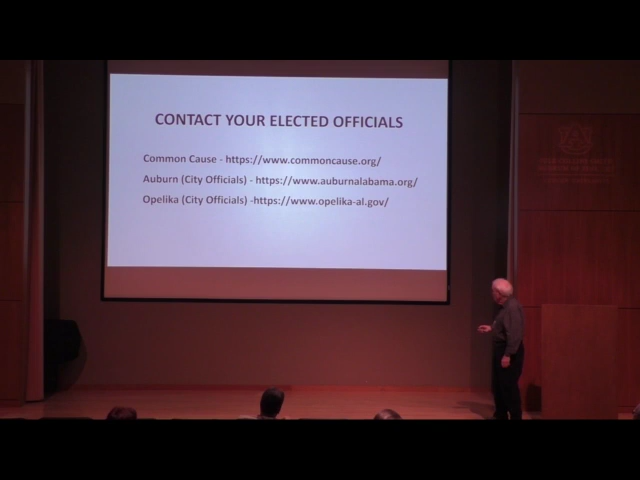 CONTACT YOUR ELECTED OFFICIALS
Common Cause - https://www.commoncause.org/
Auburn (City Officials) - https://www.auburnalabama.org/
Opelika (City Officials) -https://www.opelika-al.gov/